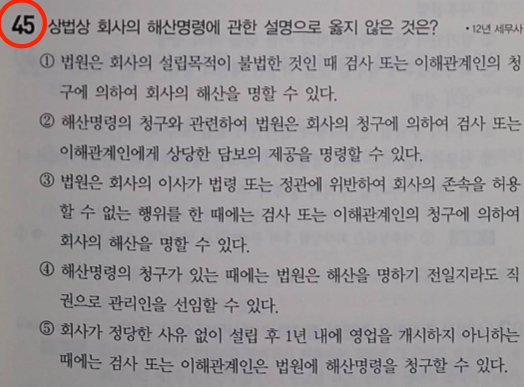 45 상법상 회사의 해산명령에 관한 설명으로 옳지 않은 것은? • 12년 세무사
① 법원은 회사의 설립목적이 불법한 것인 때 검사 또는 이해관계인의 청
구에 의하여 회사의 해산을 명할 수 있다.
② 해산명령의 청구와 관련하여 법원은 회사의 청구에 의하여 검사 또는
이해관계인에게 상당한 담보의 제공을 명령할 수 있다.
③ 법원은 회사의 이사가 법령 또는 정관에 위반하여 회사의 존속을 허용
할 수 없는 행위를 한 때에는 검사 또는 이해관계인의 청구에 의하여
회사의 해산을 명할 수 있다.
④ 해산명령의 청구가 있는 때에는 법원은 해산을 명하기 전일지라도 직
권으로 관리인을 선임할 수 있다.
⑤ 회사가 정당한 사유 없이 설립 후 1년 내에 영업을 개시하지 아니하는
때에는 검사 또는 이해관계인은 법원에 해산명령을 청구할 수 있다.